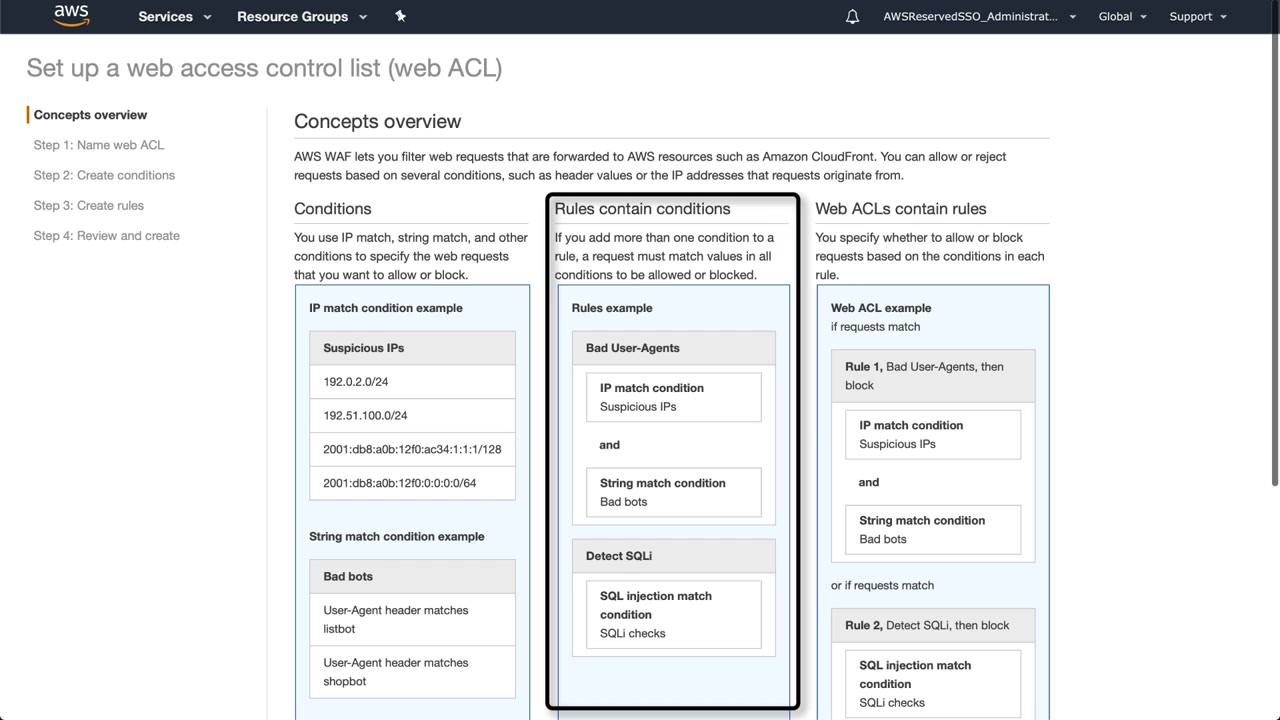 aws
Services
Resource Groups
AWSReservedSSO_Administrat...
Global
Support
Set up a web access control list (web ACL)
Concepts overview
Step 1: Name web ACL
Step 2: Create conditions
Step 3: Create rules
Step 4: Review and create
Concepts overview
AWS WAF lets you filter web requests that are forwarded to AWS resources such as Amazon CloudFront. You can allow or reject
requests based on several conditions, such as header values or the IP addresses that requests originate from.
Conditions
You use IP match, string match, and other
conditions to specify the web requests
that you want to allow or block.
IP match condition example
Suspicious IPs
192.0.2.0/24
192.51.100.0/24
2001:db8:a0b:12f0:ac34:1:1:1/128
2001:db8:a0b:12f0:0:0:0:0/64
String match condition example
Bad bots
User-Agent header matches
listbot
User-Agent header matches
shopbot
Rules contain conditions
If you add more than one condition to a
rule, a request must match values in all
conditions to be allowed or blocked.
Rules example
Bad User-Agents
IP match condition
Suspicious IPs
and
String match condition
Bad bots
Detect SQLi
SQL injection match
condition
SQLi checks
Web ACLs contain rules
You specify whether to allow or block
requests based on the conditions in each
rule.
Web ACL example
if requests match
Rule 1, Bad User-Agents, then
block
IP match condition
Suspicious IPs
and
String match condition
Bad bots
or if requests match
Rule 2, Detect SQLi, then block
SQL injection match
condition
SQLi checks